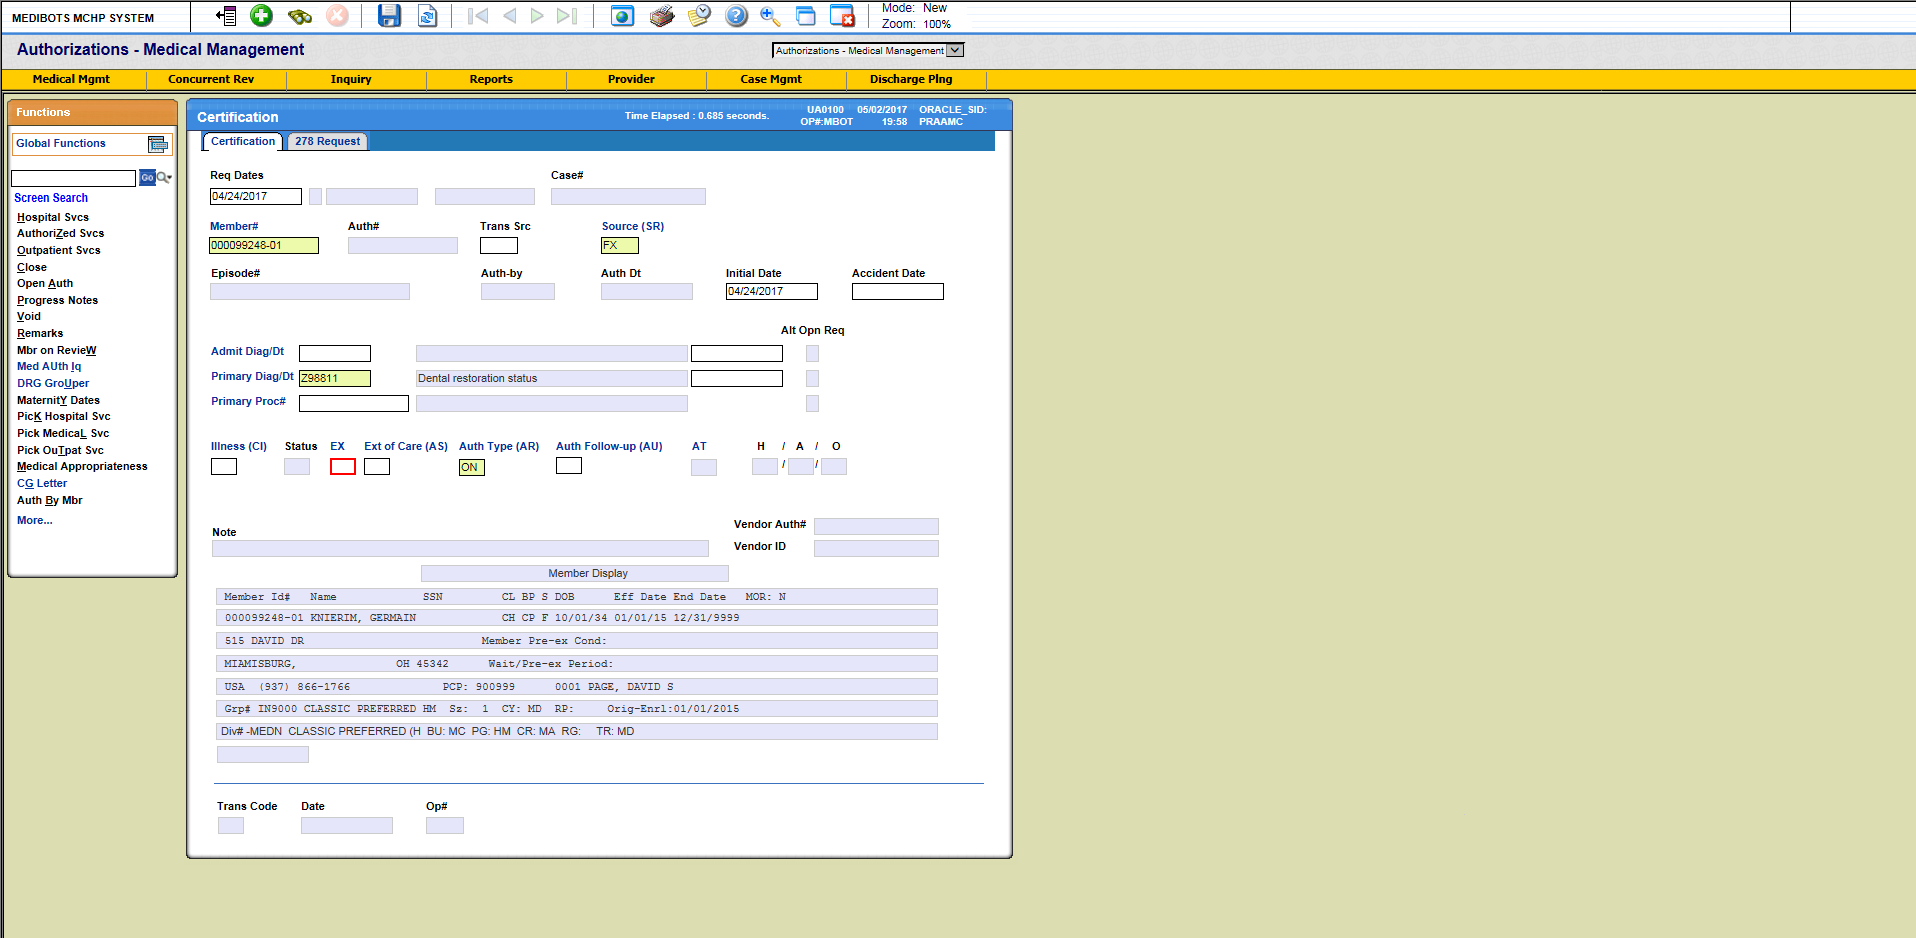 MEDIBOTS MCHP SYSTEM
Mode: New
Zoom: 100%
Authorizations - Medical Management
Authorizations - Medical Management
Medical Mgmt Concurrent Rev Inquiry Reports Provider Case Mgmt Discharge Plng
Functions
Global Functions
Go
Screen Search
Hospital Svcs
AuthoriZed Svcs
Outpatient Svcs
Close
Open Auth
Progress Notes
Void
Remarks
Mbr on RevieW
Med AUth Iq
DRG GroUper
MaternitY Dates
PicK Hospital Svc
Pick MedicaL Svc
Pick OuTpat Svc
Medical Appropriateness
CG Letter
Auth By Mbr
More...
Certification
Time Elapsed : 0.685 seconds.
UA0100 05/02/2017 ORACLE_SID:
OP#:MBOT 19:58 PRAAMC
Certification 278 Request
Req Dates Case#
04/24/2017
Member# Auth# Trans Src Source (SR)
000099248-01 FX
Episode# Auth-by Auth Dt Initial Date Accident Date
04/24/2017
Alt Opn Req
Admit Diag/Dt
Primary Diag/Dt Z98811 Dental restoration status
Primary Proc#
Illness (CI) Status EX Ext of Care (AS) Auth Type (AR) Auth Follow-up (AU) AT H / A / O
ON / /
Vendor Auth#
Note
Vendor ID
Member Display
Member Id# Name SSN CL BP S DOB Eff Date End Date MOR: N
000099248-01 KNIERIM, GERMAIN CH CP F 10/01/34 01/01/15 12/31/9999
515 DAVID DR Member Pre-ex Cond:
MIAMISBURG, OH 45342 Wait/Pre-ex Period:
USA (937) 866-1766 PCP: 900999 0001 PAGE, DAVID S
Grp# IN9000 CLASSIC PREFERRED HM Sz: 1 CY: MD RP: Orig-Enrl:01/01/2015
Div# -MEDN CLASSIC PREFERRED (H BU: MC PG: HM CR: MA RG: TR: MD
Trans Code Date Op#